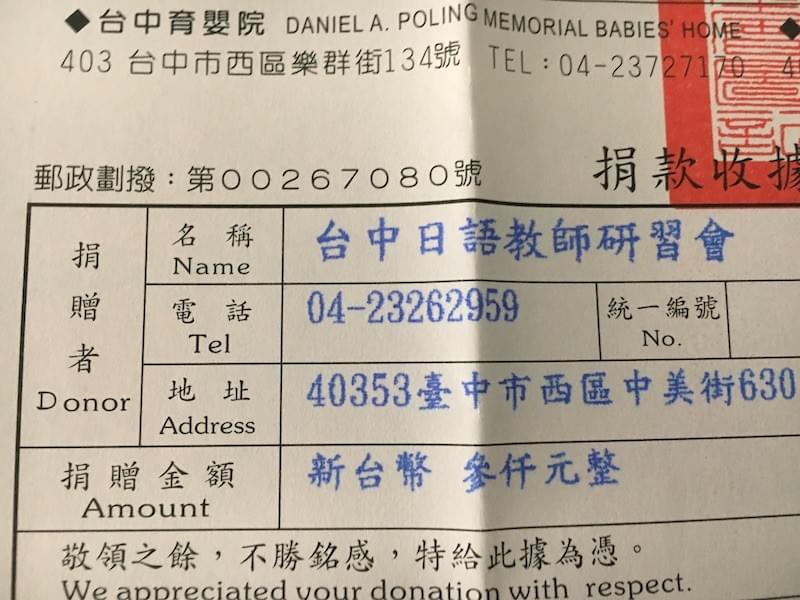 ◆台中育嬰院 DANIEL A. POLING MEMORIAL BABIES' HOME ◆
403 台中市西區樂群街134號 TEL：04-23727170
郵政劃撥：第００２６７０８０號 捐款收據
捐贈者 Donor
名稱 Name 台中日語教師研習會
電話 Tel 04-23262959 統一編號 No.
地址 Address 40353臺中市西區中美街630
捐贈金額 Amount 新台幣 參仟元整
敬領之餘，不勝銘感，特給此據為憑。
We appreciated your donation with respect.